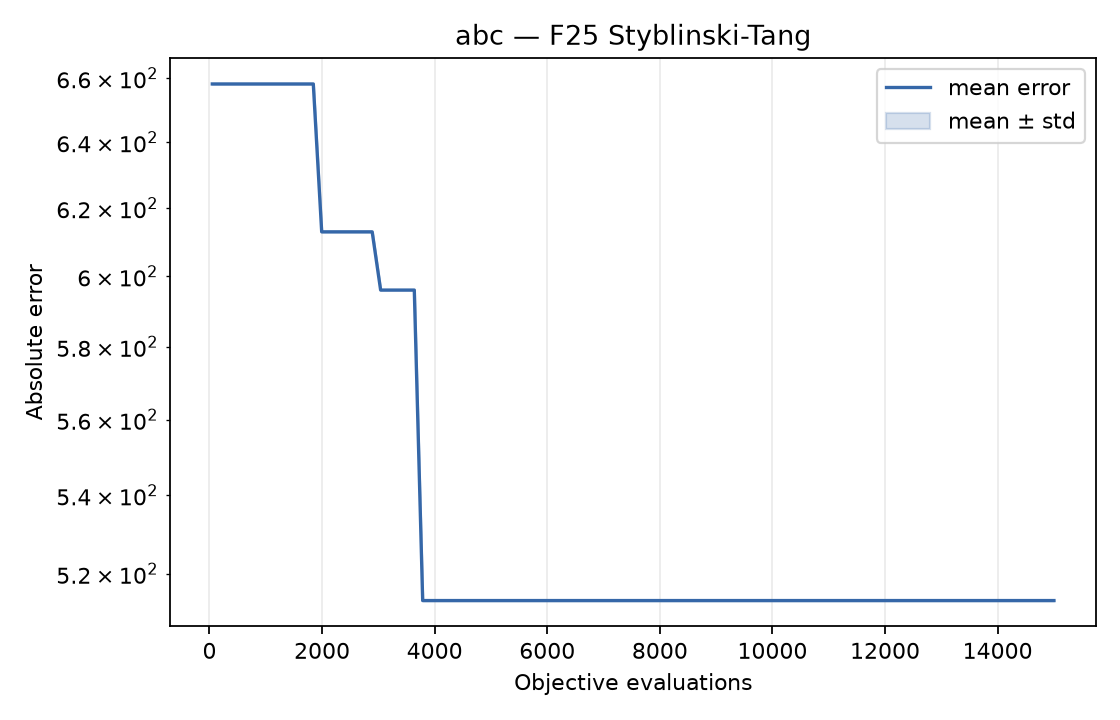 abc — F25 Styblinski-Tang
mean error
mean ± std
Absolute error
6.6 × 10²
6.4 × 10²
6.2 × 10²
6 × 10²
5.8 × 10²
5.6 × 10²
5.4 × 10²
5.2 × 10²
0 2000 4000 6000 8000 10000 12000 14000
Objective evaluations